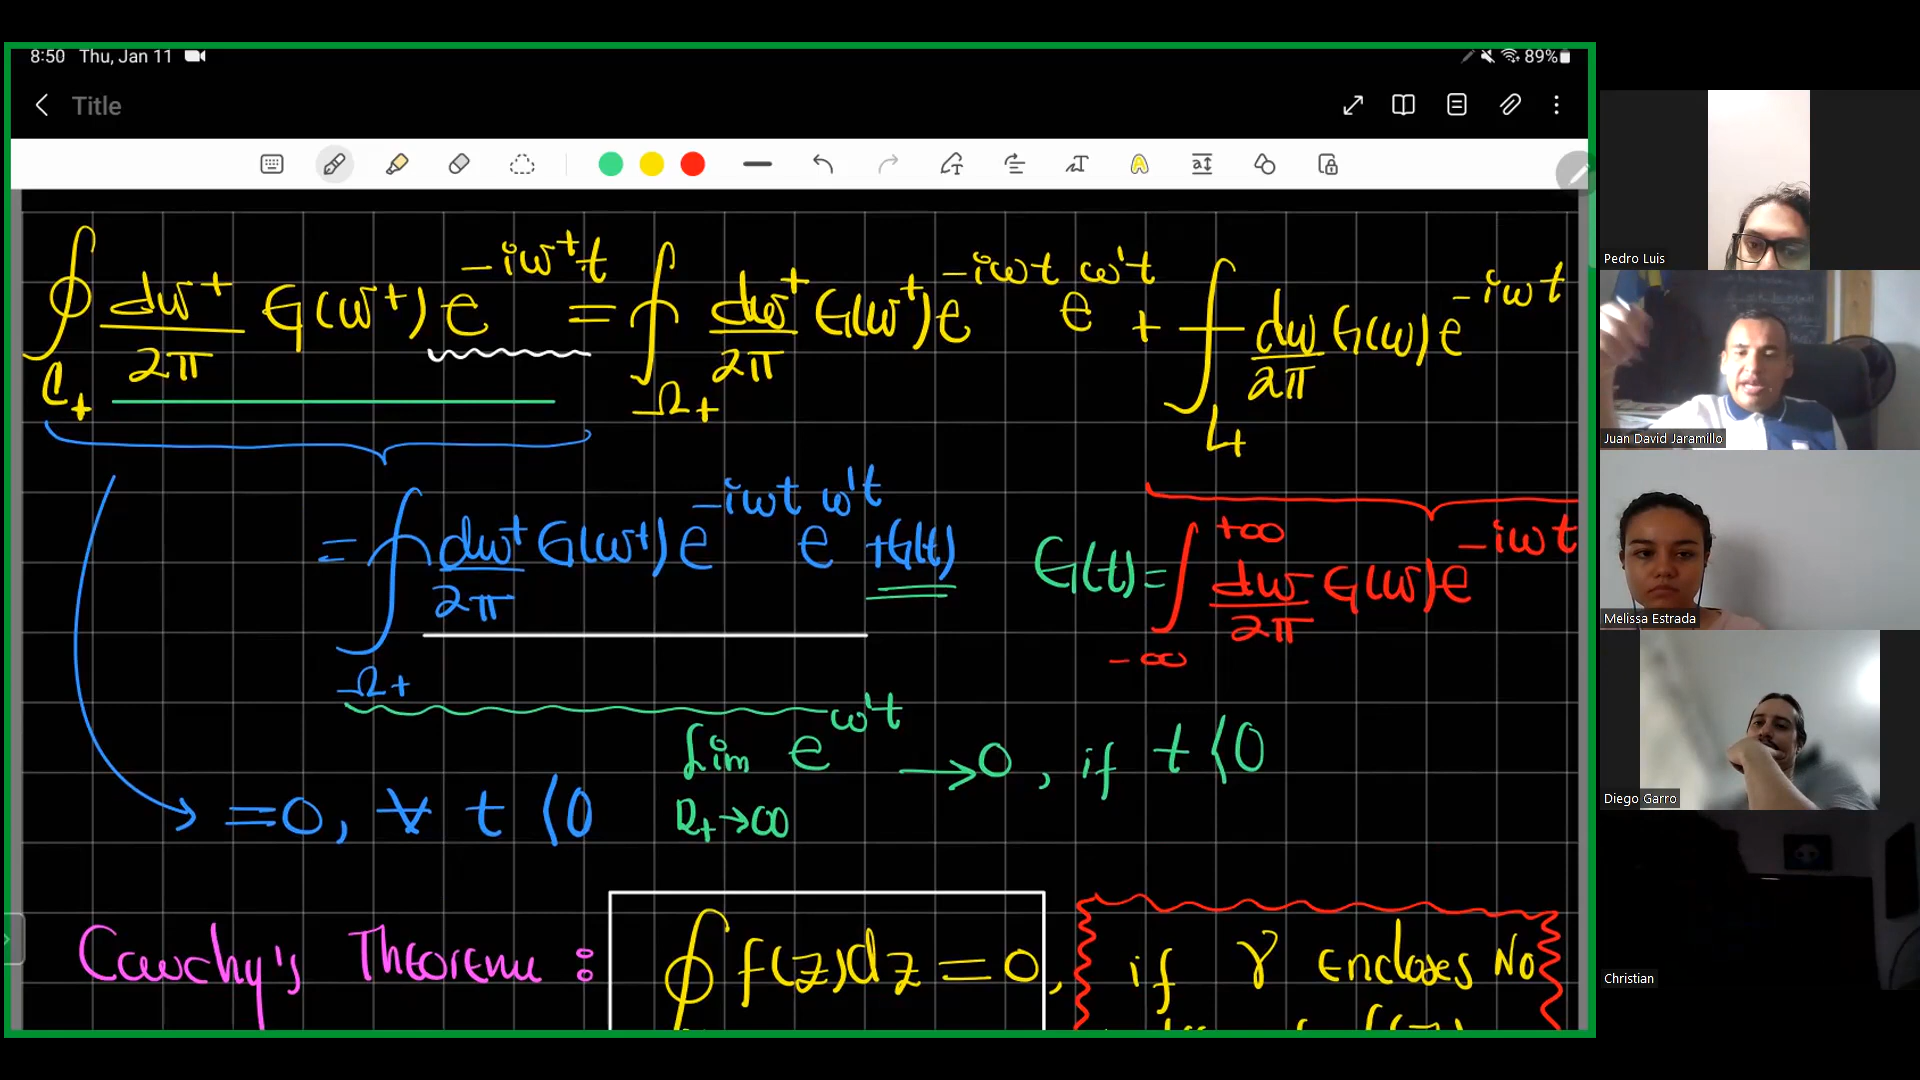 8:50 Thu, Jan 11 89%
Title
∮_{C+} dω⁺/2π G(ω⁺) e^{-iω⁺t} = ∫_{Ω+} dω⁺/2π G(ω⁺) e^{-iωt} e^{ω't} + ∫_{L} dω/2π G(ω) e^{-iωt}
= ∫_{Ω+} dω⁺/2π G(ω⁺) e^{-iωt} e^{ω't} + G(t)
G(t) = ∫_{-∞}^{+∞} dω/2π G(ω) e^{-iωt}
lim_{Ω+→∞} e^{ω't} → 0, if t < 0
= 0, ∀ t < 0
Cauchy's Theorem :
∮ f(z)dz = 0,
if γ encloses No
Pedro Luis
Juan David Jaramillo
Melissa Estrada
Diego Garro
Christian